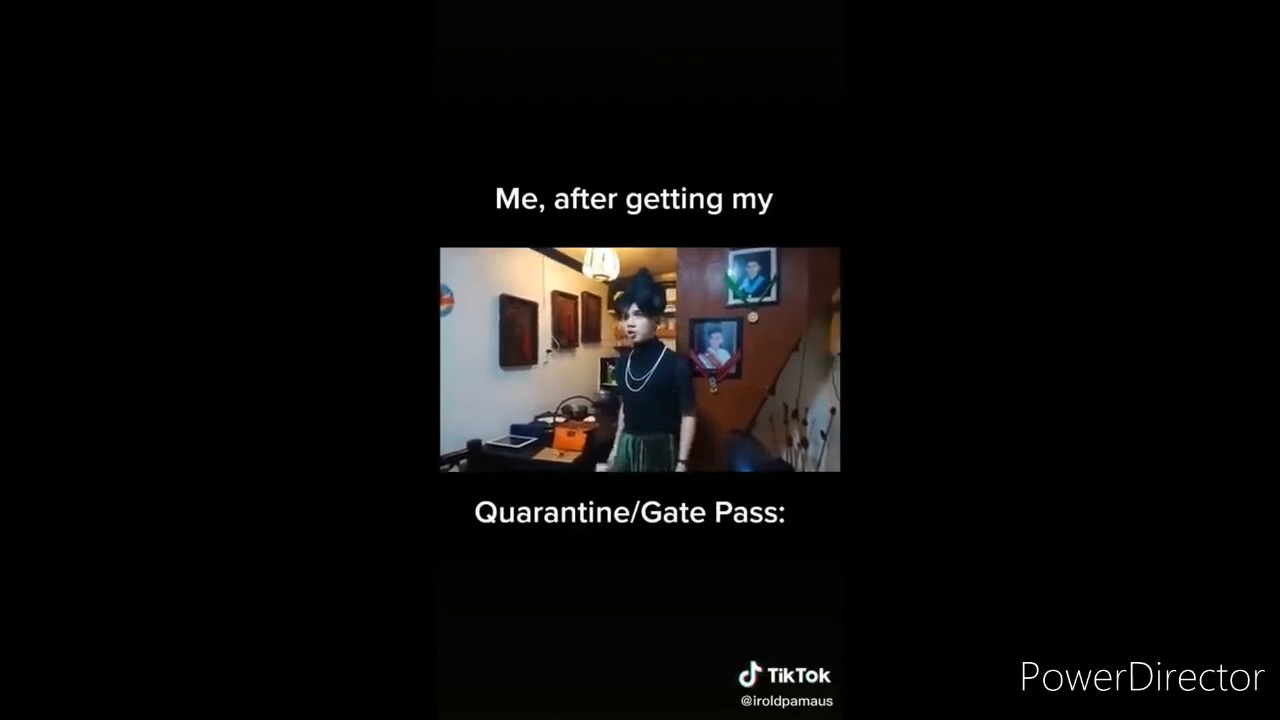 Me, after getting my
Quarantine/Gate Pass:
TikTok
@iroldpamaus
PowerDirector